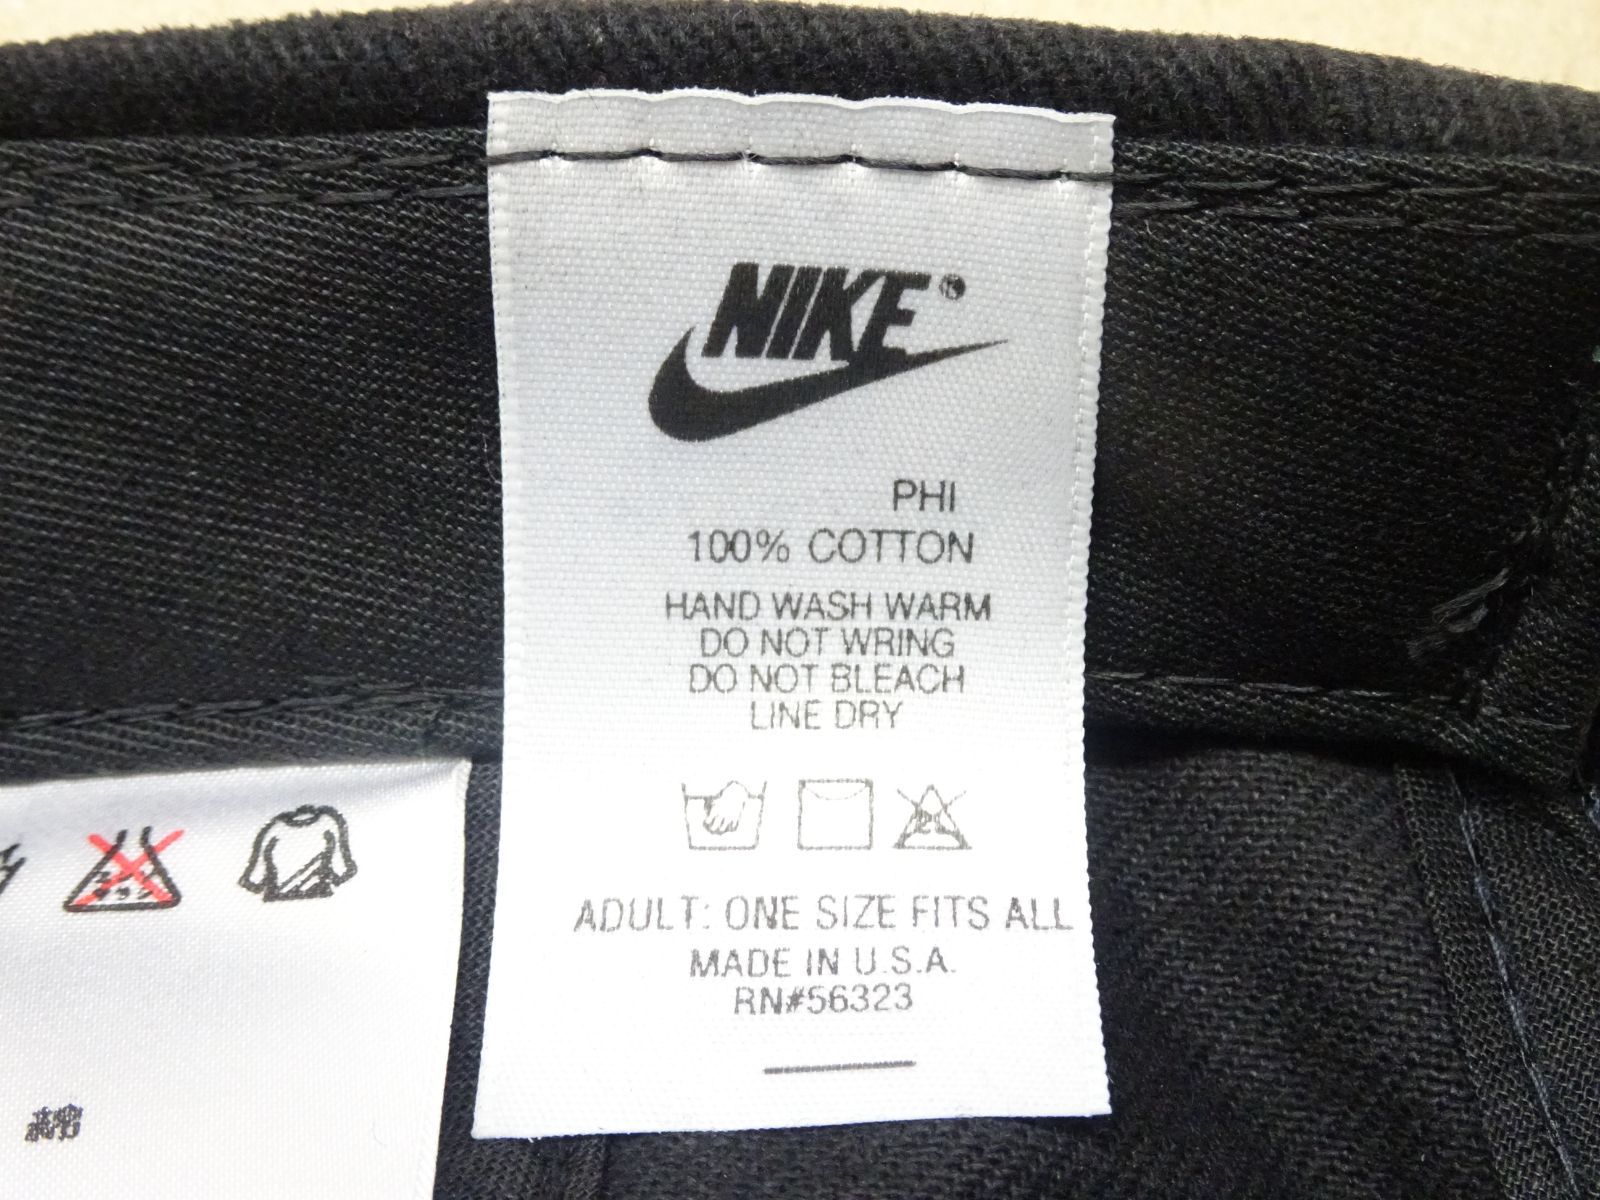 NIKE®
PHI
100% COTTON
HAND WASH WARM
DO NOT WRING
DO NOT BLEACH
LINE DRY
ADULT: ONE SIZE FITS ALL
MADE IN U.S.A.
RN#56323